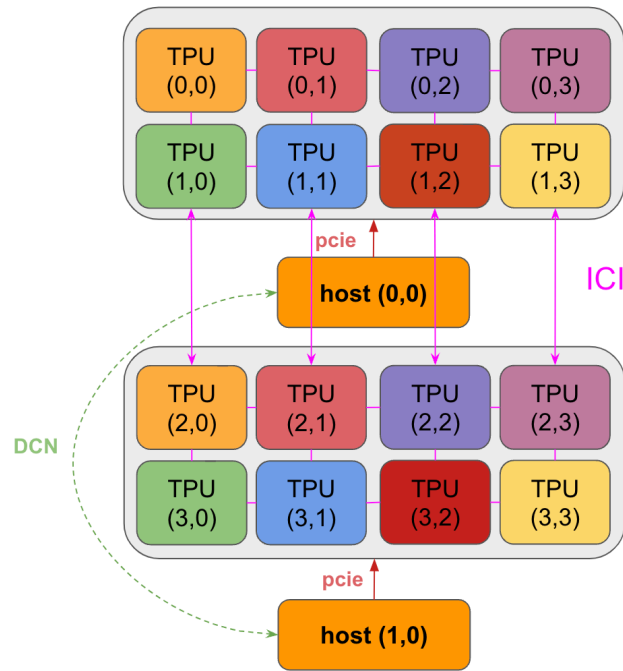 TPU
(0,0)
TPU
(0,1)
TPU
(0,2)
TPU
(0,3)
TPU
(1,0)
TPU
(1,1)
TPU
(1,2)
TPU
(1,3)
pcie
host (0,0)
ICI
TPU
(2,0)
TPU
(2,1)
TPU
(2,2)
TPU
(2,3)
DCN
TPU
(3,0)
TPU
(3,1)
TPU
(3,2)
TPU
(3,3)
pcie
host (1,0)